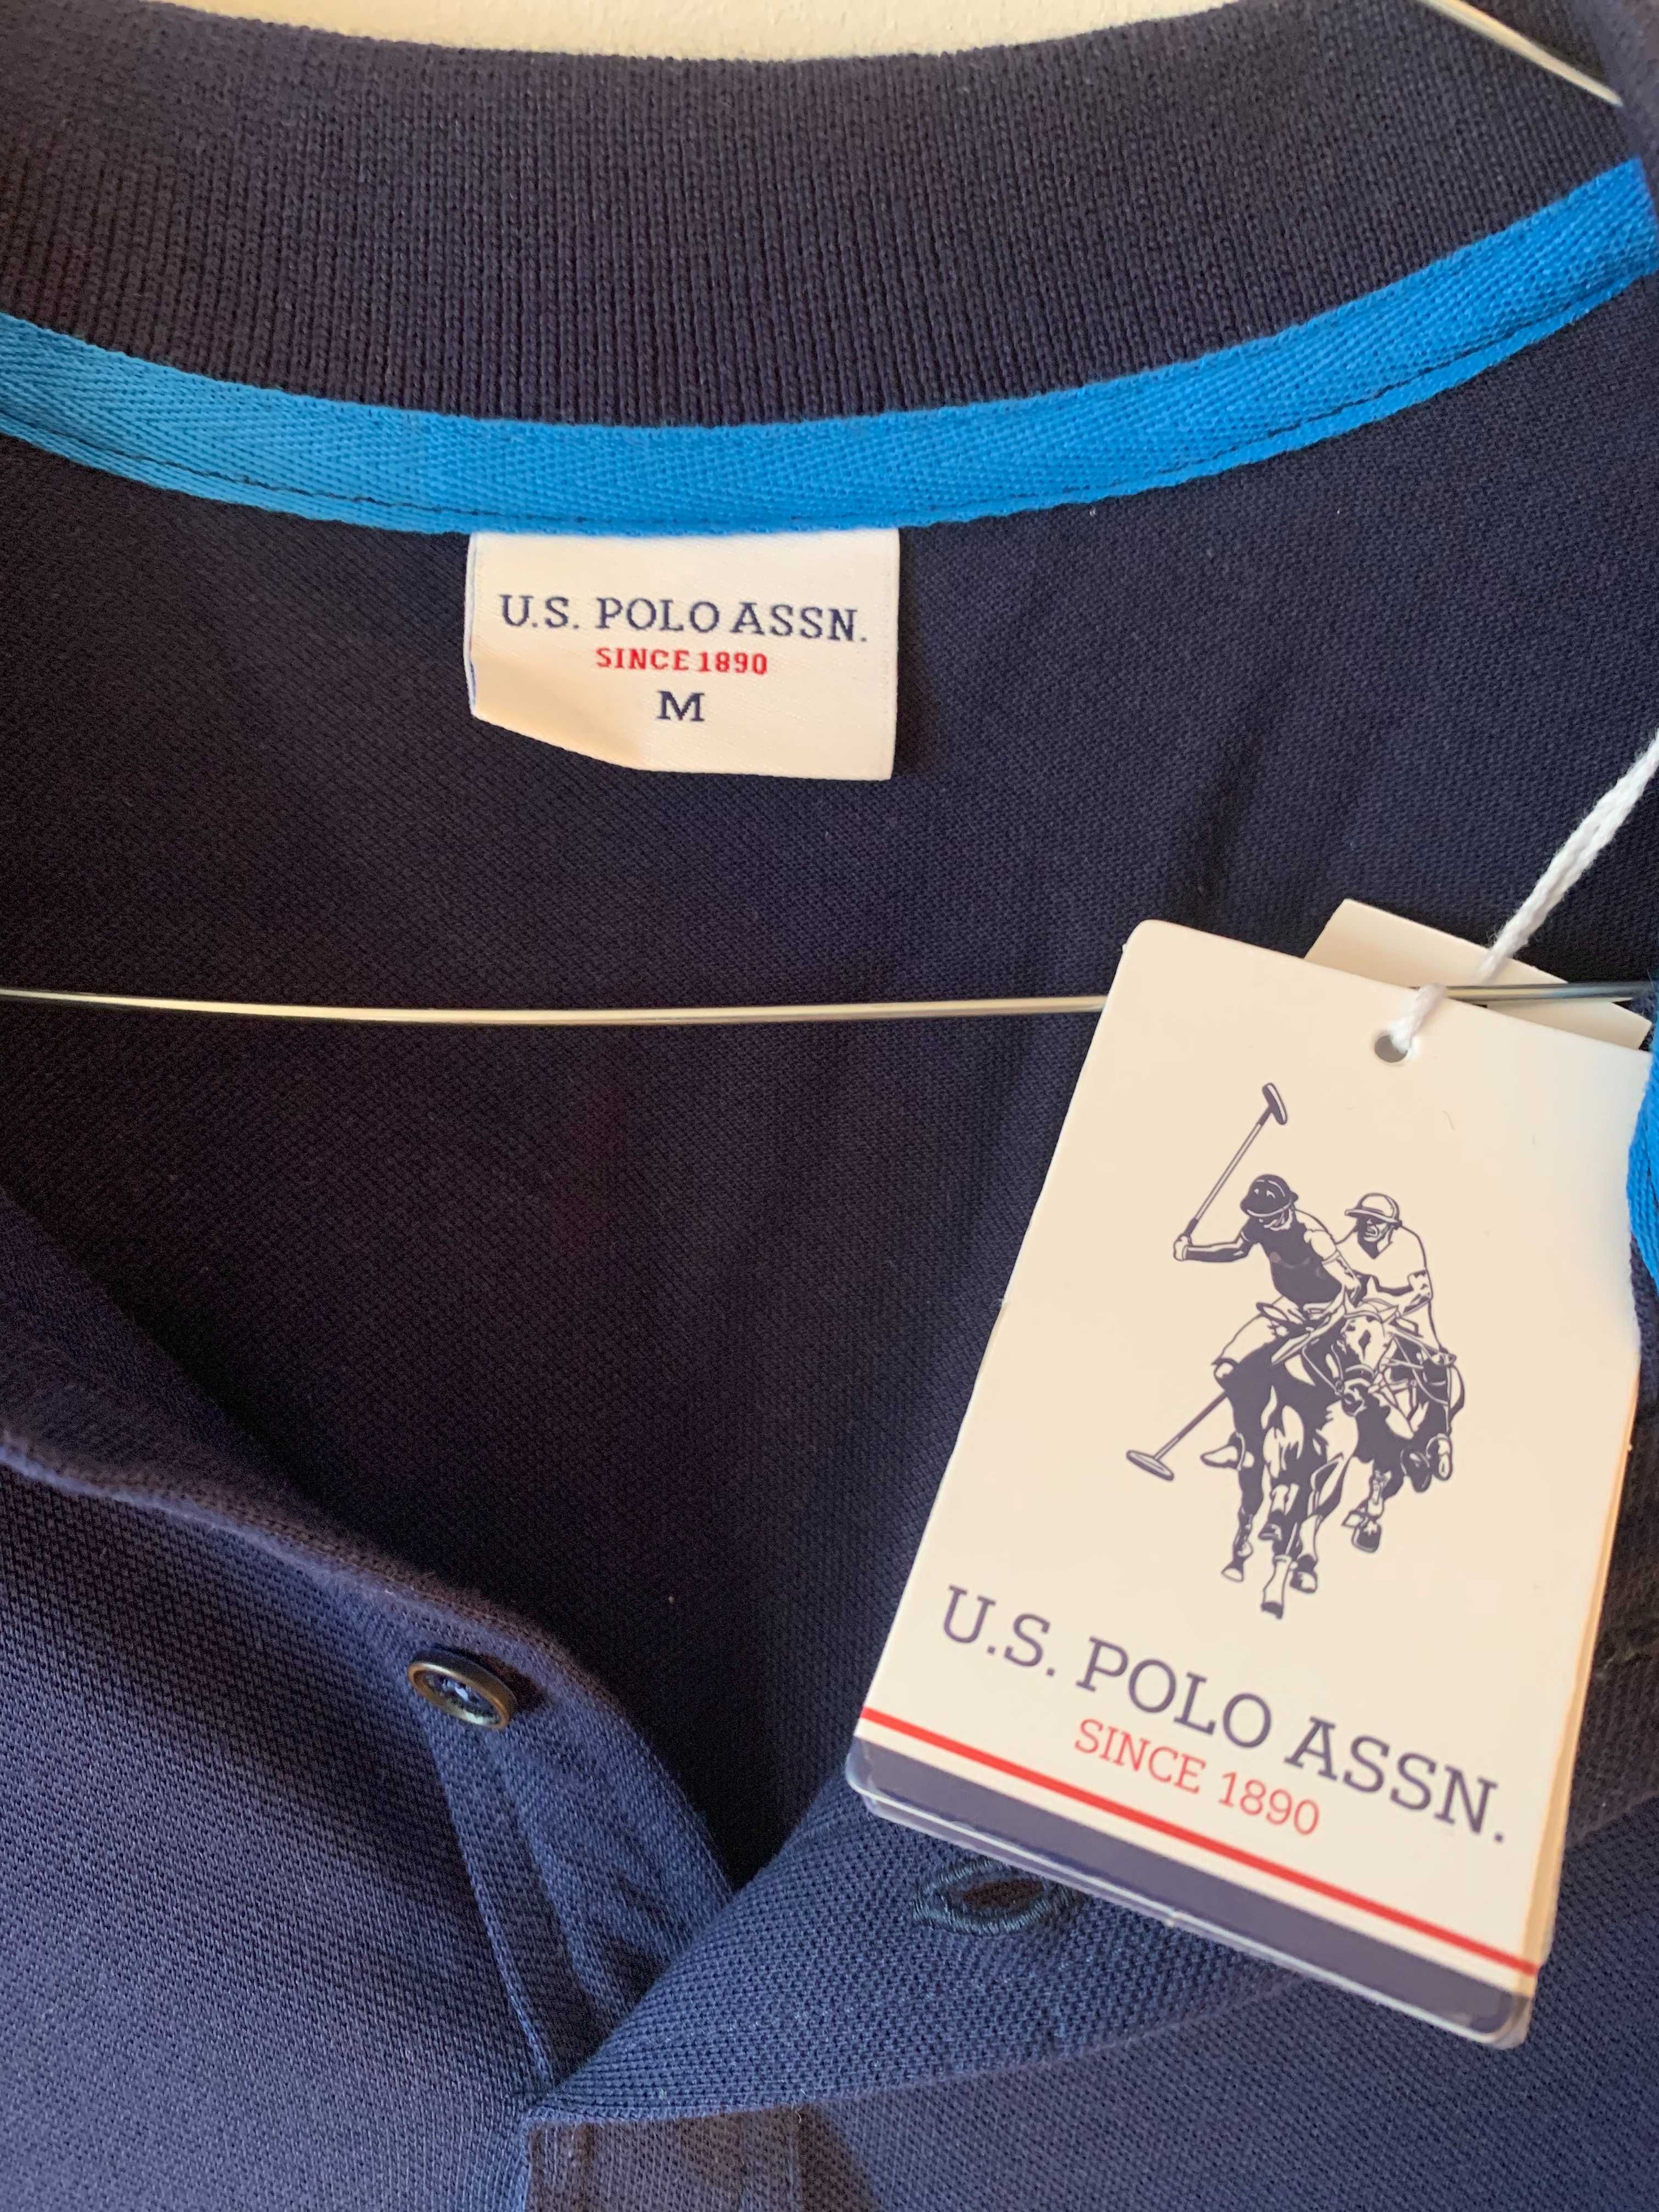 U.S. POLO ASSN.
SINCE 1890
M
U.S. POLO ASSN.
SINCE 1890